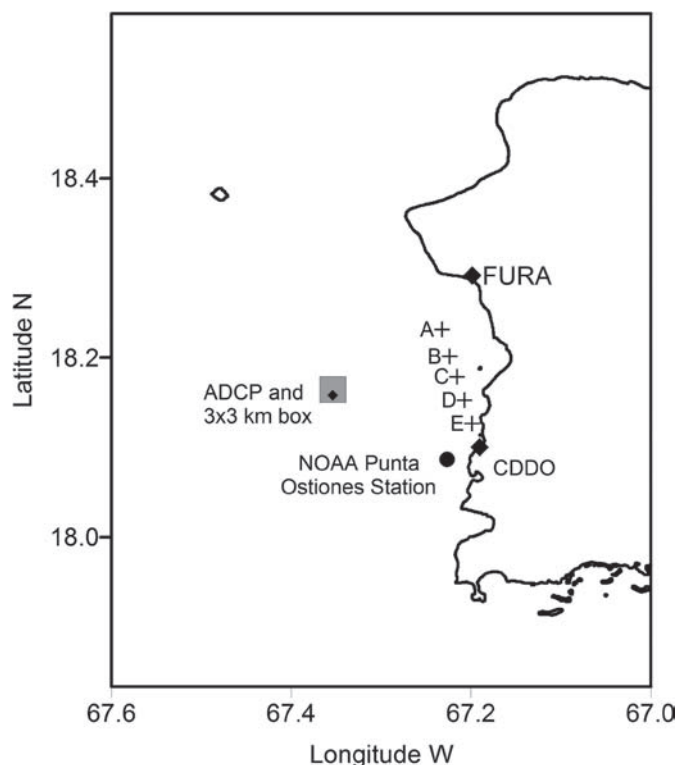 18.4
18.2
18.0
Latitude N
FURA
A+
B+
C+
D+
E+
ADCP and
3x3 km box
NOAA Punta
Ostiones Station
CDDO
67.6
67.4
67.2
67.0
Longitude W